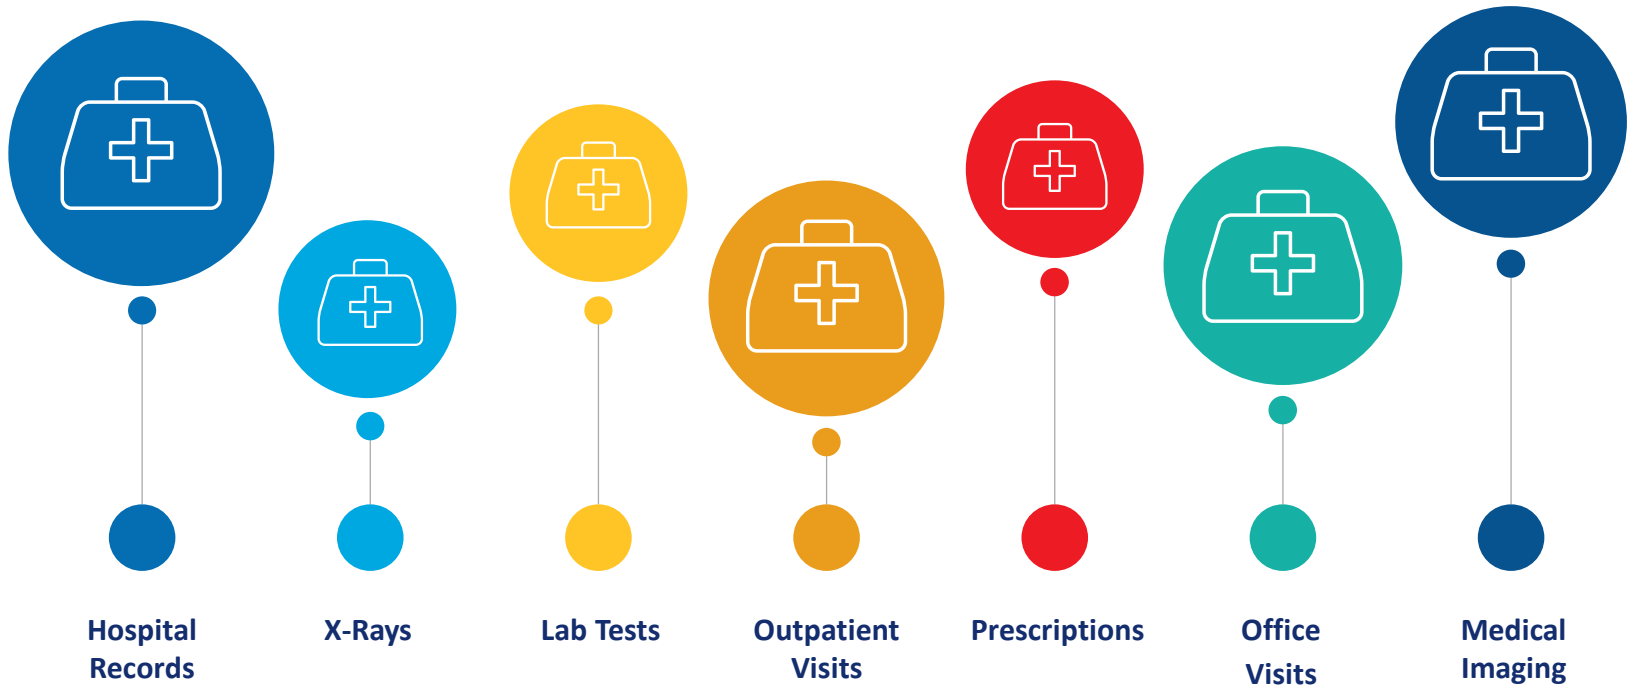 Hospital
Records
X-Rays
Lab Tests
Outpatient
Visits
Prescriptions
Office
Visits
Medical
Imaging